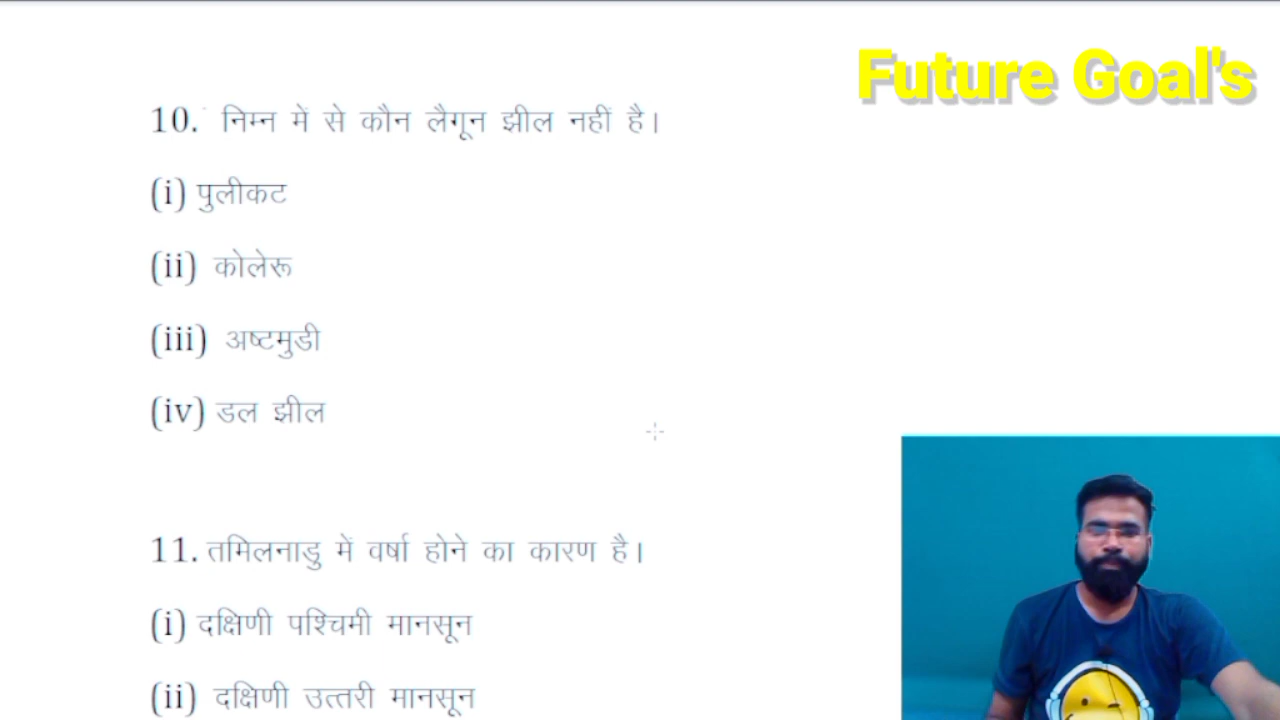 Future Goal's
10. निम्न में से कौन लैगून झील नहीं है।
(i) पुलीकट
(ii) कोलेरू
(iii) अष्टमुडी
(iv) डल झील
11. तमिलनाडु में वर्षा होने का कारण है।
(i) दक्षिणी पश्चिमी मानसून
(ii) दक्षिणी उत्तरी मानसून